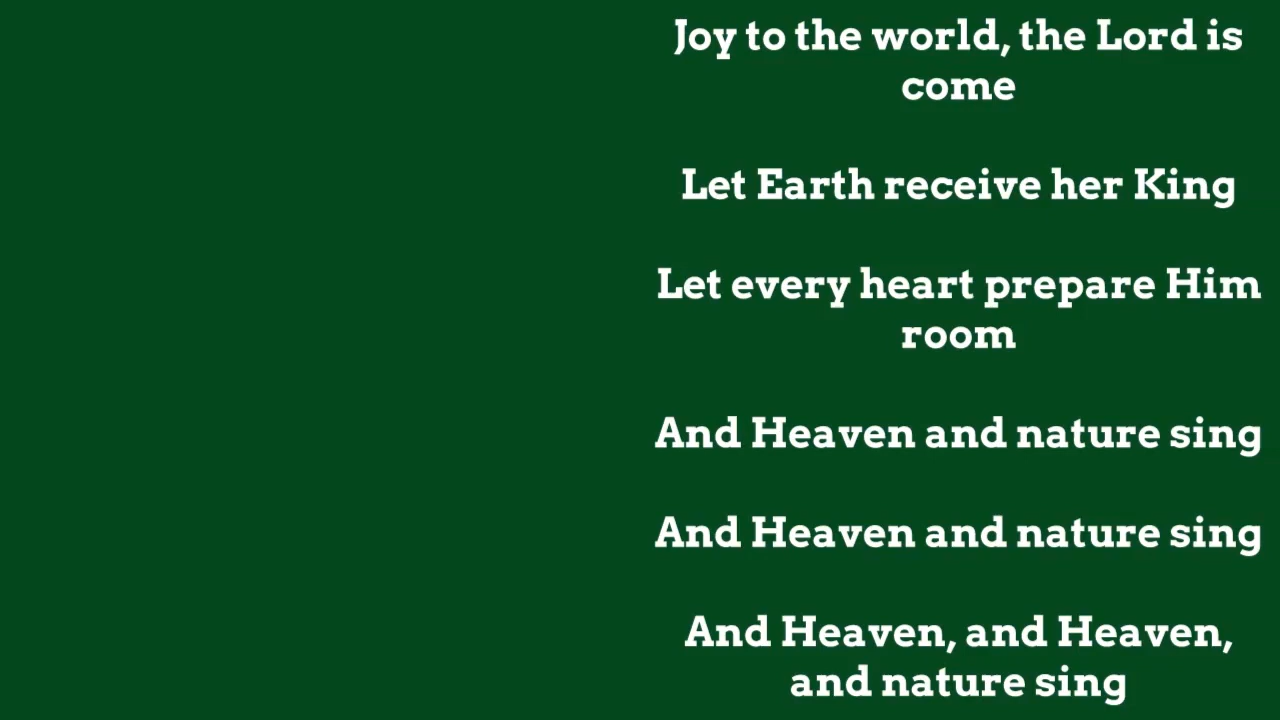 Joy to the world, the Lord is
come
Let Earth receive her King
Let every heart prepare Him
room
And Heaven and nature sing
And Heaven and nature sing
And Heaven, and Heaven,
and nature sing